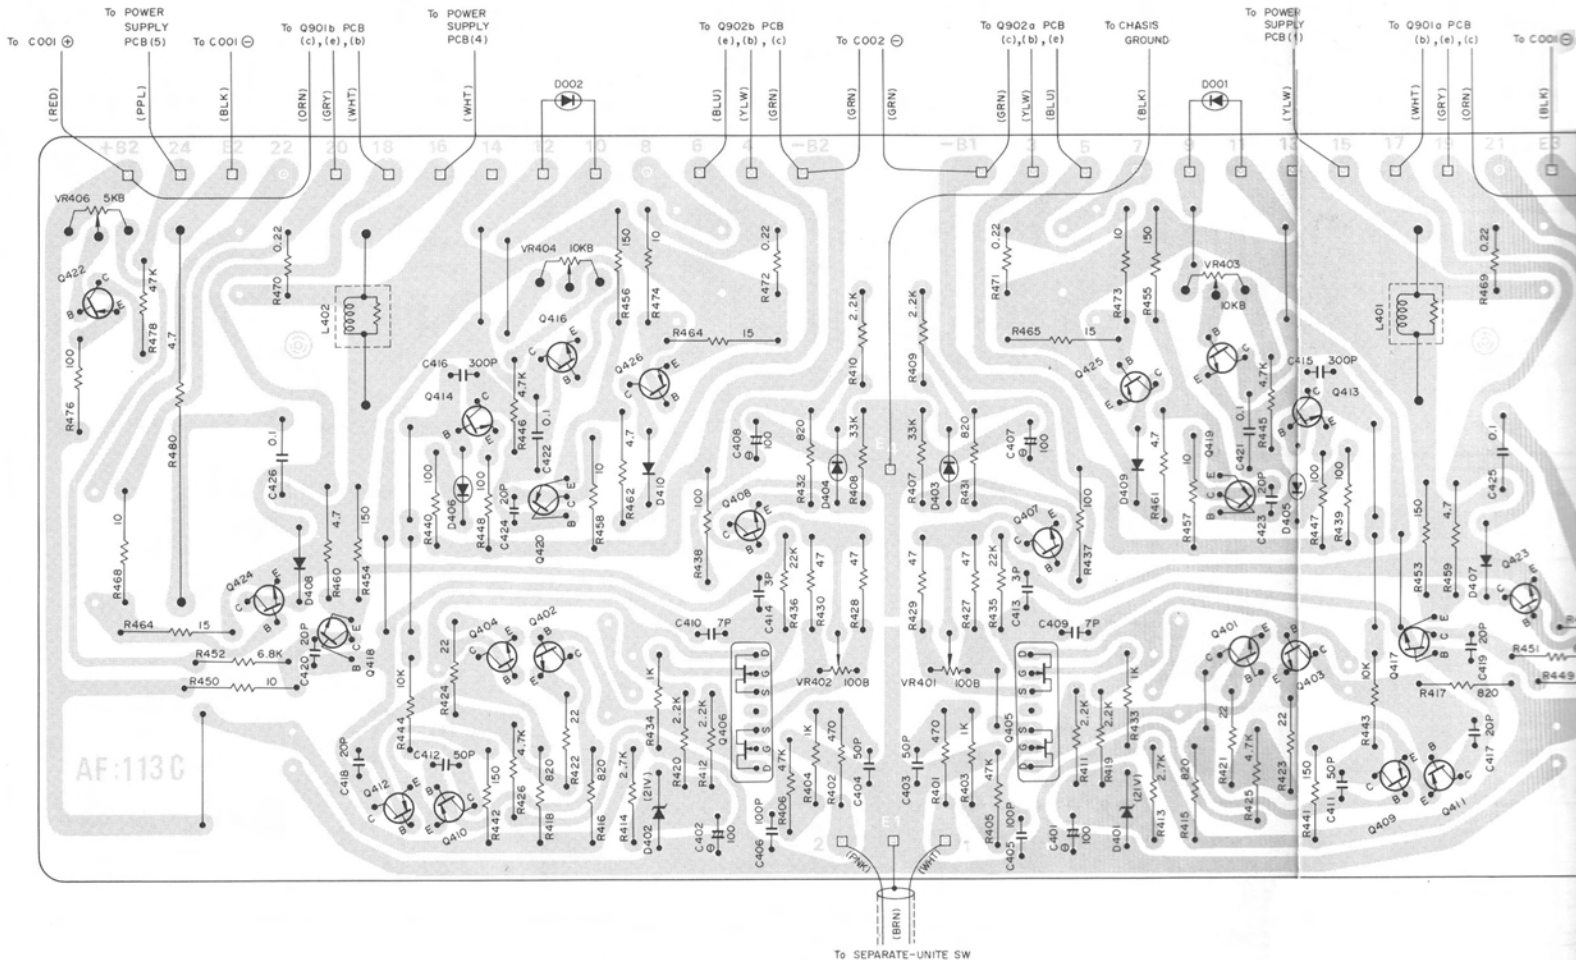 To POWER
SUPPLY
PCB(5)
To C001 ⊕
To C001 ⊖
To Q901b PCB
(c),(e),(b)
To POWER
SUPPLY
PCB(4)
To Q902b PCB
(e),(b),(c)
To C002 ⊖
To Q902a PCB
(c),(b),(e)
To CHASIS
GROUND
To POWER
SUPPLY
PCB(1)
To Q901a PCB
(b),(e),(c)
To C001 ⊖
(RED) (PPL) (BLK) (ORN) (GRY) (WHT) (WHT) D002 (BLU) (YLW) (GRN) (GRN) (GRN) (GRN) (YLW) (BLU) (BLK) D001 (YLW) (WHT) (GRY) (ORN) (BLK)
+B2 24 E2 22 20 18 16 14 12 10 8 6 4 -B2 -B1 3 5 7 9 11 13 15 17 19 21 E3
VR406 5KB
Q422 C B E
47K R478
4.7 R480
100 R476
0.22 R470
L402
VR404 10KB
150 R456
10 R474
0.22 R472
2.2K R410
2.2K R409
0.22 R471
10 R473
150 R455
VR403 10KB
L401
0.22 R469
Q416 E C B
R464 15
R465 15
Q426 E C B
Q425 B C E
B C E
C416 300P
Q414 C B E
4.7K R446
0.1 C422
4.7 R462
D410
C408 100 ⊖
820 R432
D404
33K R408
E4
33K R407
D403
820 R431
C407 100 ⊖
D409
4.7 R461
10 R457
Q419 E C B
0.1 C421
4.7K R445
C415 300P
Q413 C B E
0.1 C426
100 R440
D406
100 R448
20P C424
Q420 E C B
10 R458
100 R438
Q408 E C B
Q407 E C B
100 R437
20P C423
D405
100 R447
100 R439
0.1 C425
10 R468
Q424 E C B
D408
4.7 R460
150 R454
3P C414
22K R436
47 R430
47 R428
47 R429
47 R427
22K R435
3P C413
150 R453
4.7 R459
D407
Q423 E C B
R464 15
R452 6.8K
R450 10
20P C420
Q418 E C B
22 R424
Q404 E C B
Q402 B C E
C410 7P
C409 7P
Q401 E C B
Q403 B C E
Q417 E C B
20P C419
R451
R449
10K R444
1K R434
2.2K R420
2.2K R412
Q406 D G S S G D
VR402 100B
VR401 100B
Q405 D G S S G D
2.2K R411
2.2K R419
1K R433
10K R443
R417 820
AF:113C
20P C418
C412 50P
Q412 E C B
Q410 B C E
150 R442
4.7K R426
820 R418
22 R422
820 R416
2.7K R414
(21V) D402
C402 100 ⊖
100P C406
47K R406
1K R404
470 R402
50P C404
50P C403
470 R401
1K R403
47K R405
100P C405
C401 100 ⊖
(21V) D401
2.7K R413
820 R415
22 R421
4.7K R425
22 R423
150 R441
50P C411
Q409 E C B
Q411 B C E
20P C417
2 E1 1
(PNK) (WHT)
(BRN)
To SEPARATE-UNITE SW